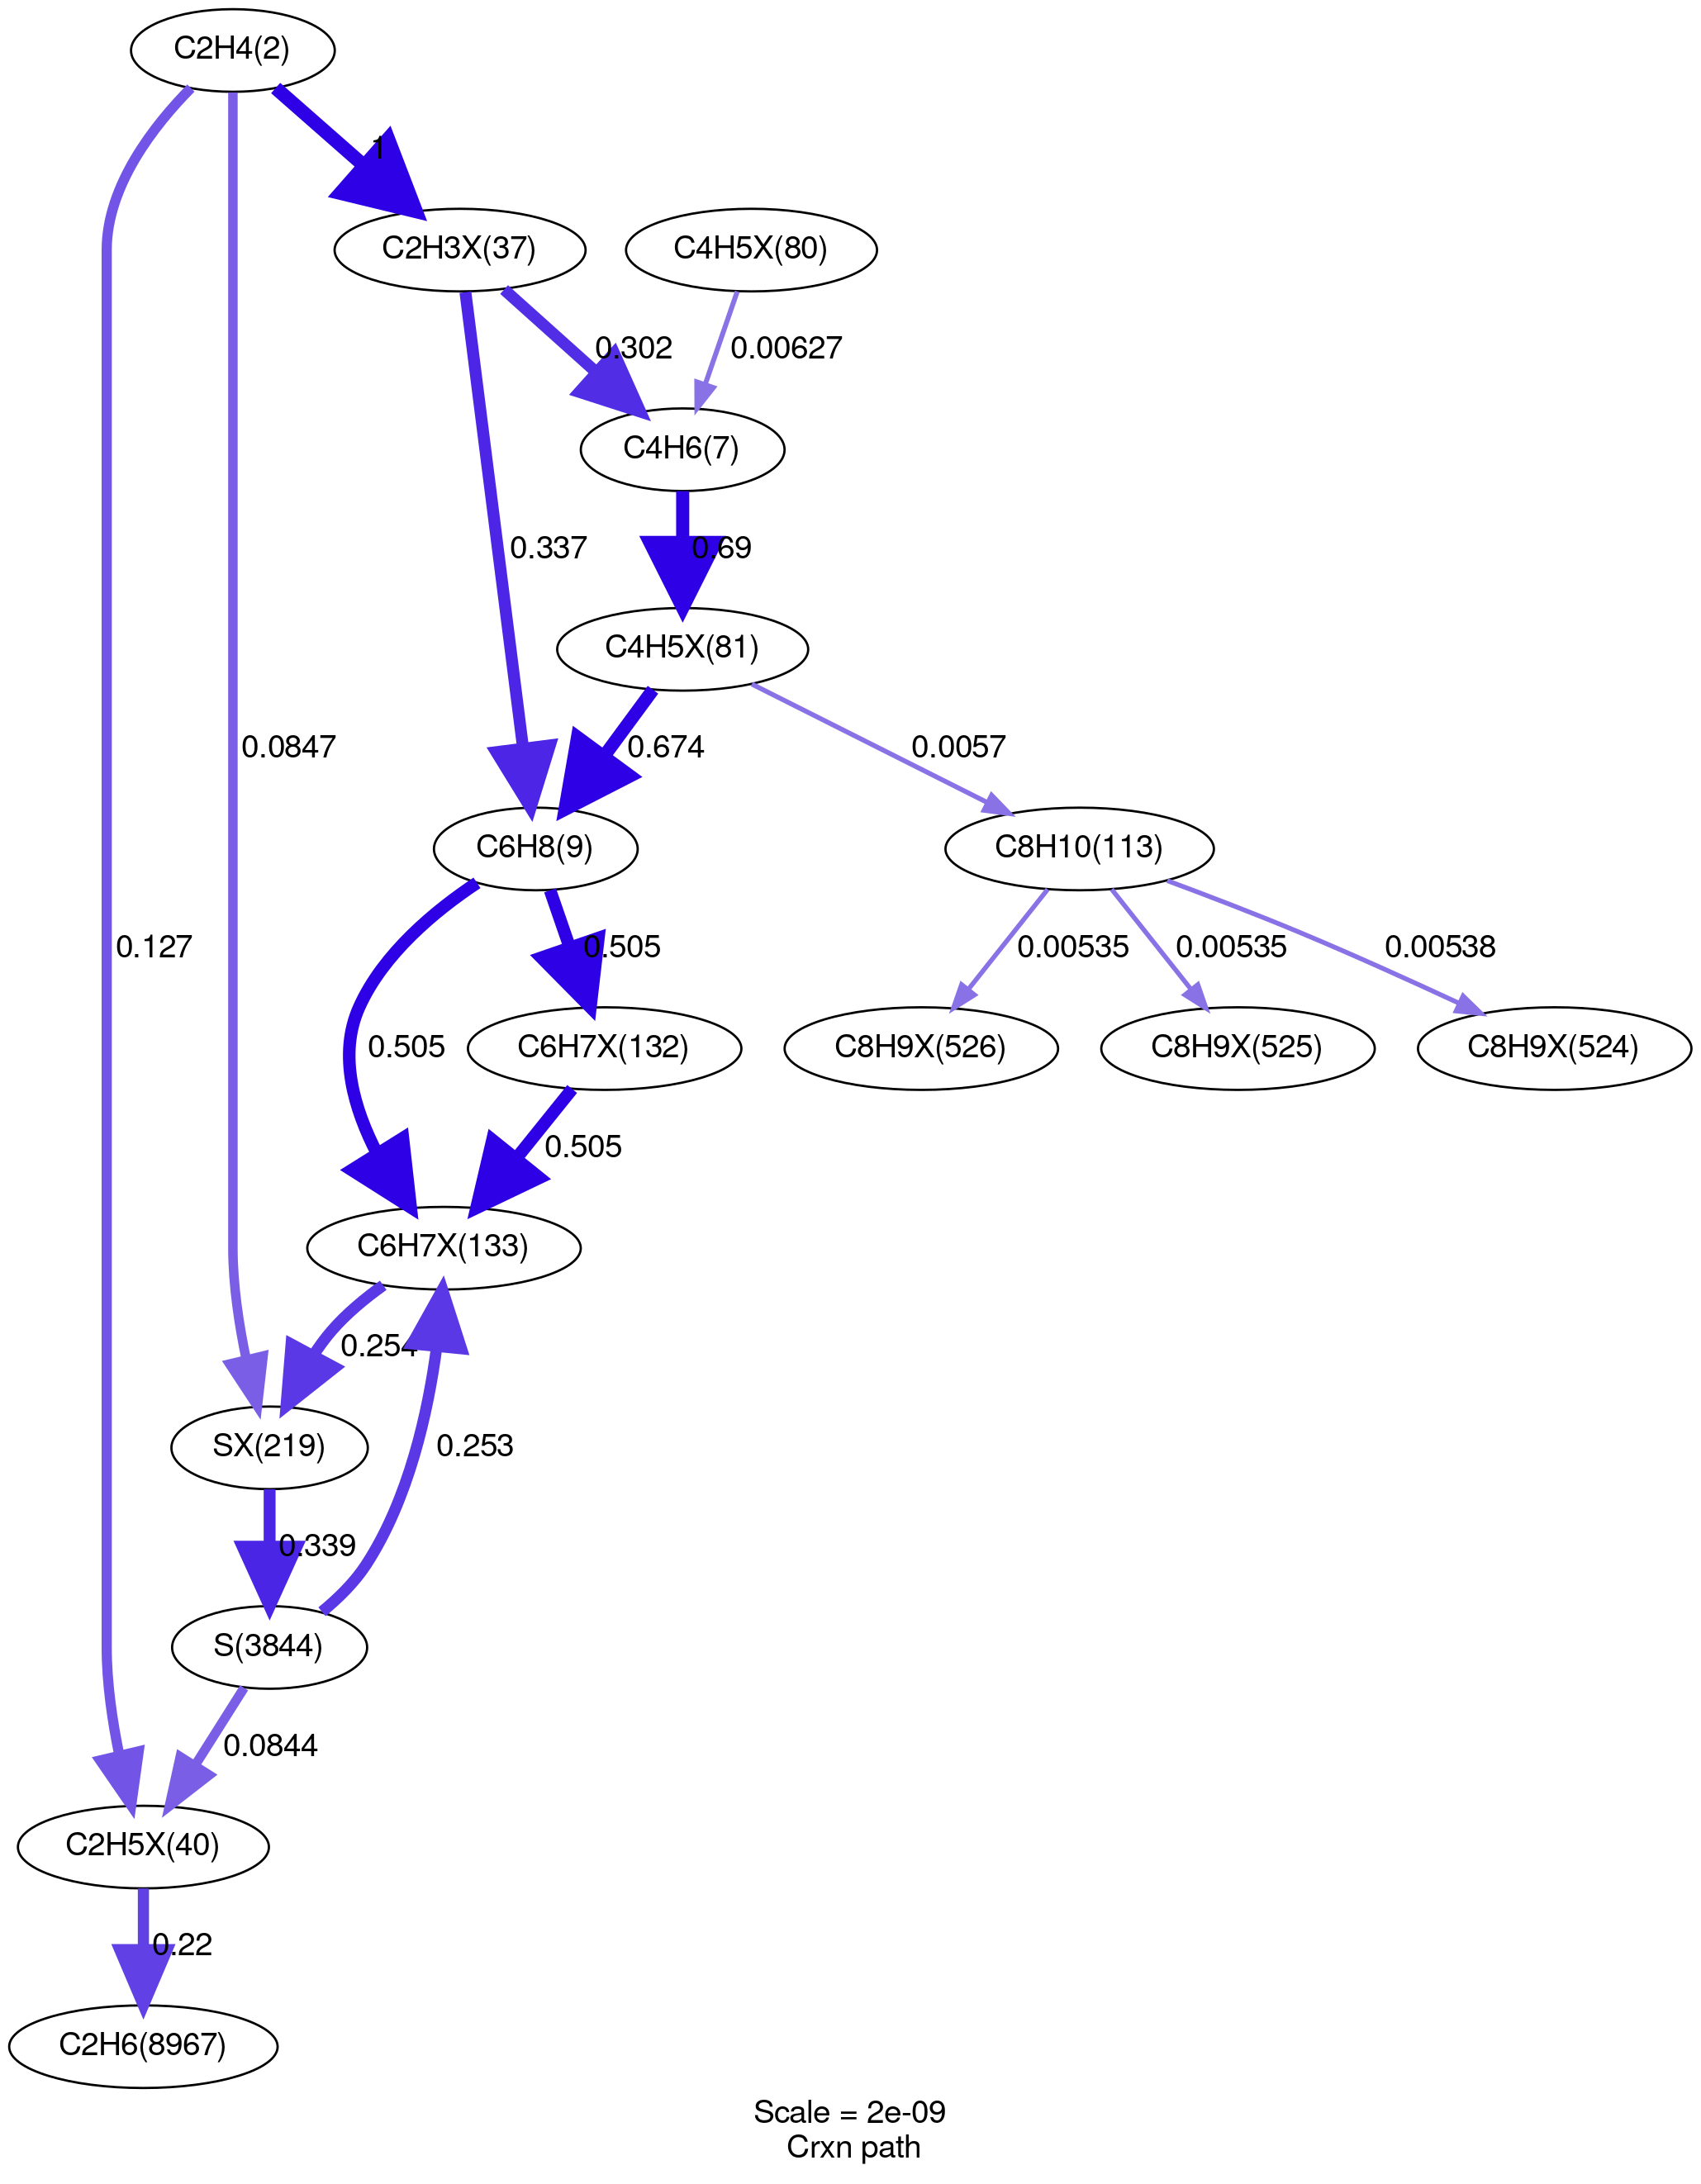 C2H4(2)
1
C2H3X(37)
C4H5X(80)
0.302
0.00627
C4H6(7)
0.337
0.69
C4H5X(81)
0.0847
0.674
0.0057
C6H8(9)
C8H10(113)
0.127
0.505
0.00535
0.00535
0.00538
0.505
C6H7X(132)
C8H9X(526)
C8H9X(525)
C8H9X(524)
0.505
C6H7X(133)
0.254
SX(219)
0.253
0.339
S(3844)
0.0844
C2H5X(40)
0.22
C2H6(8967)
Scale = 2e-09
Crxn path